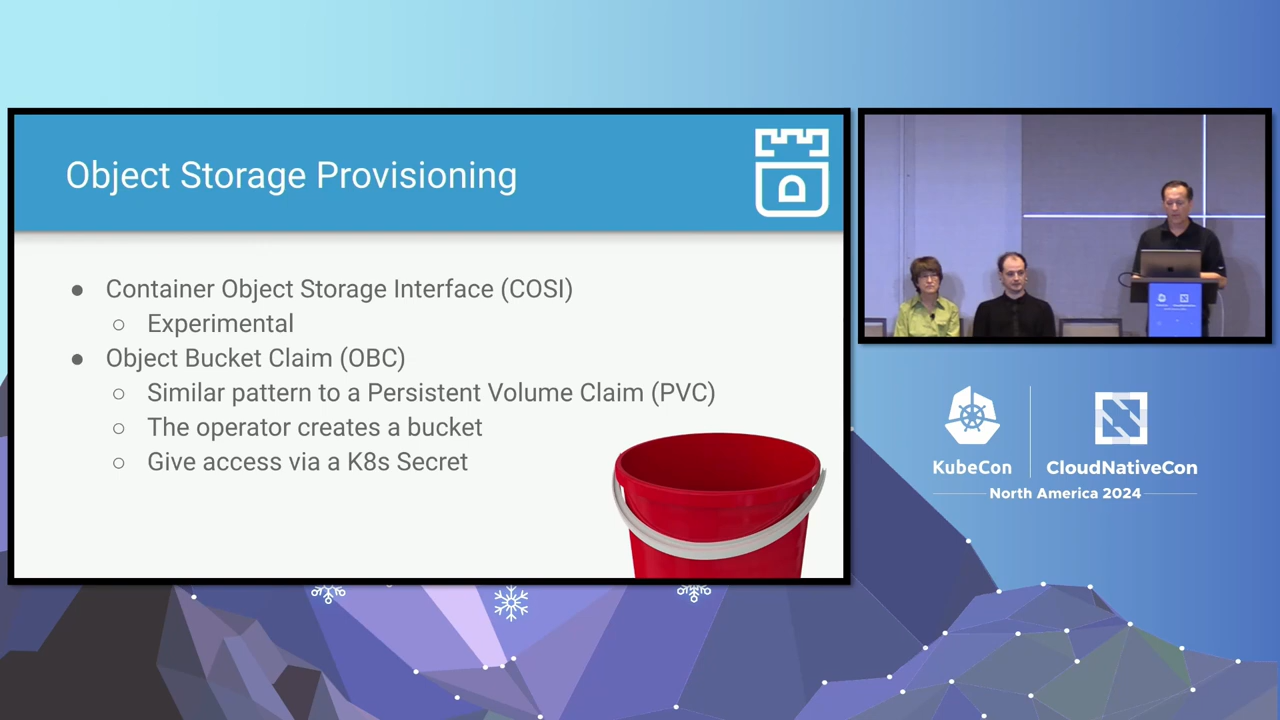 Object Storage Provisioning
● Container Object Storage Interface (COSI)
○ Experimental
● Object Bucket Claim (OBC)
○ Similar pattern to a Persistent Volume Claim (PVC)
○ The operator creates a bucket
○ Give access via a K8s Secret
KubeCon
CloudNativeCon
North America 2024